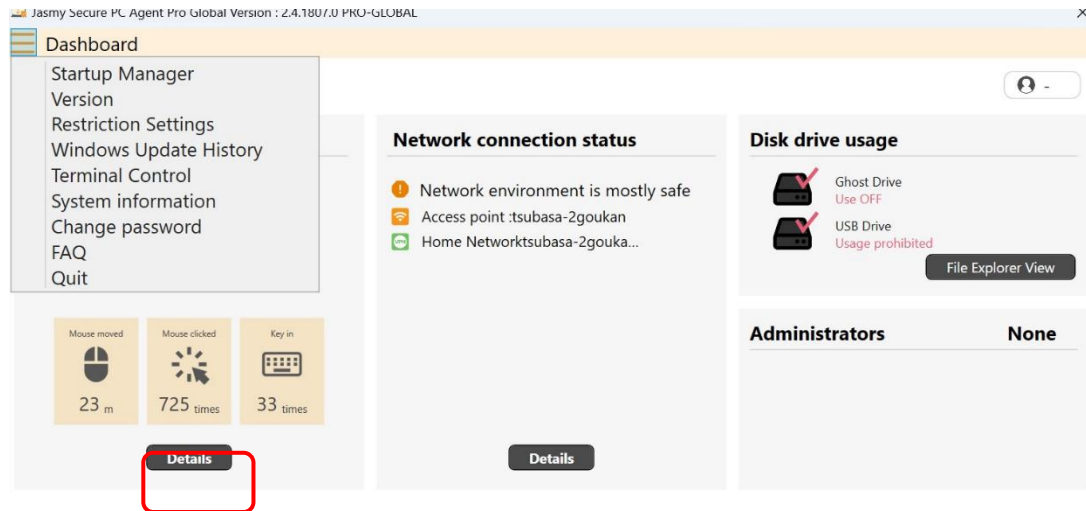 Jasmy Secure PC Agent Pro Global Version : 2.4.1807.0 PRO-GLOBAL
Dashboard
Startup Manager
Version
Restriction Settings
Windows Update History
Terminal Control
System information
Change password
FAQ
Quit
-
Network connection status
Network environment is mostly safe
Access point :tsubasa-2goukan
Home Networktsubasa-2gouka...
Disk drive usage
Ghost Drive
Use OFF
USB Drive
Usage prohibited
File Explorer View
Mouse moved
23 m
Mouse clicked
725 times
Key in
33 times
Details
Details
Administrators None